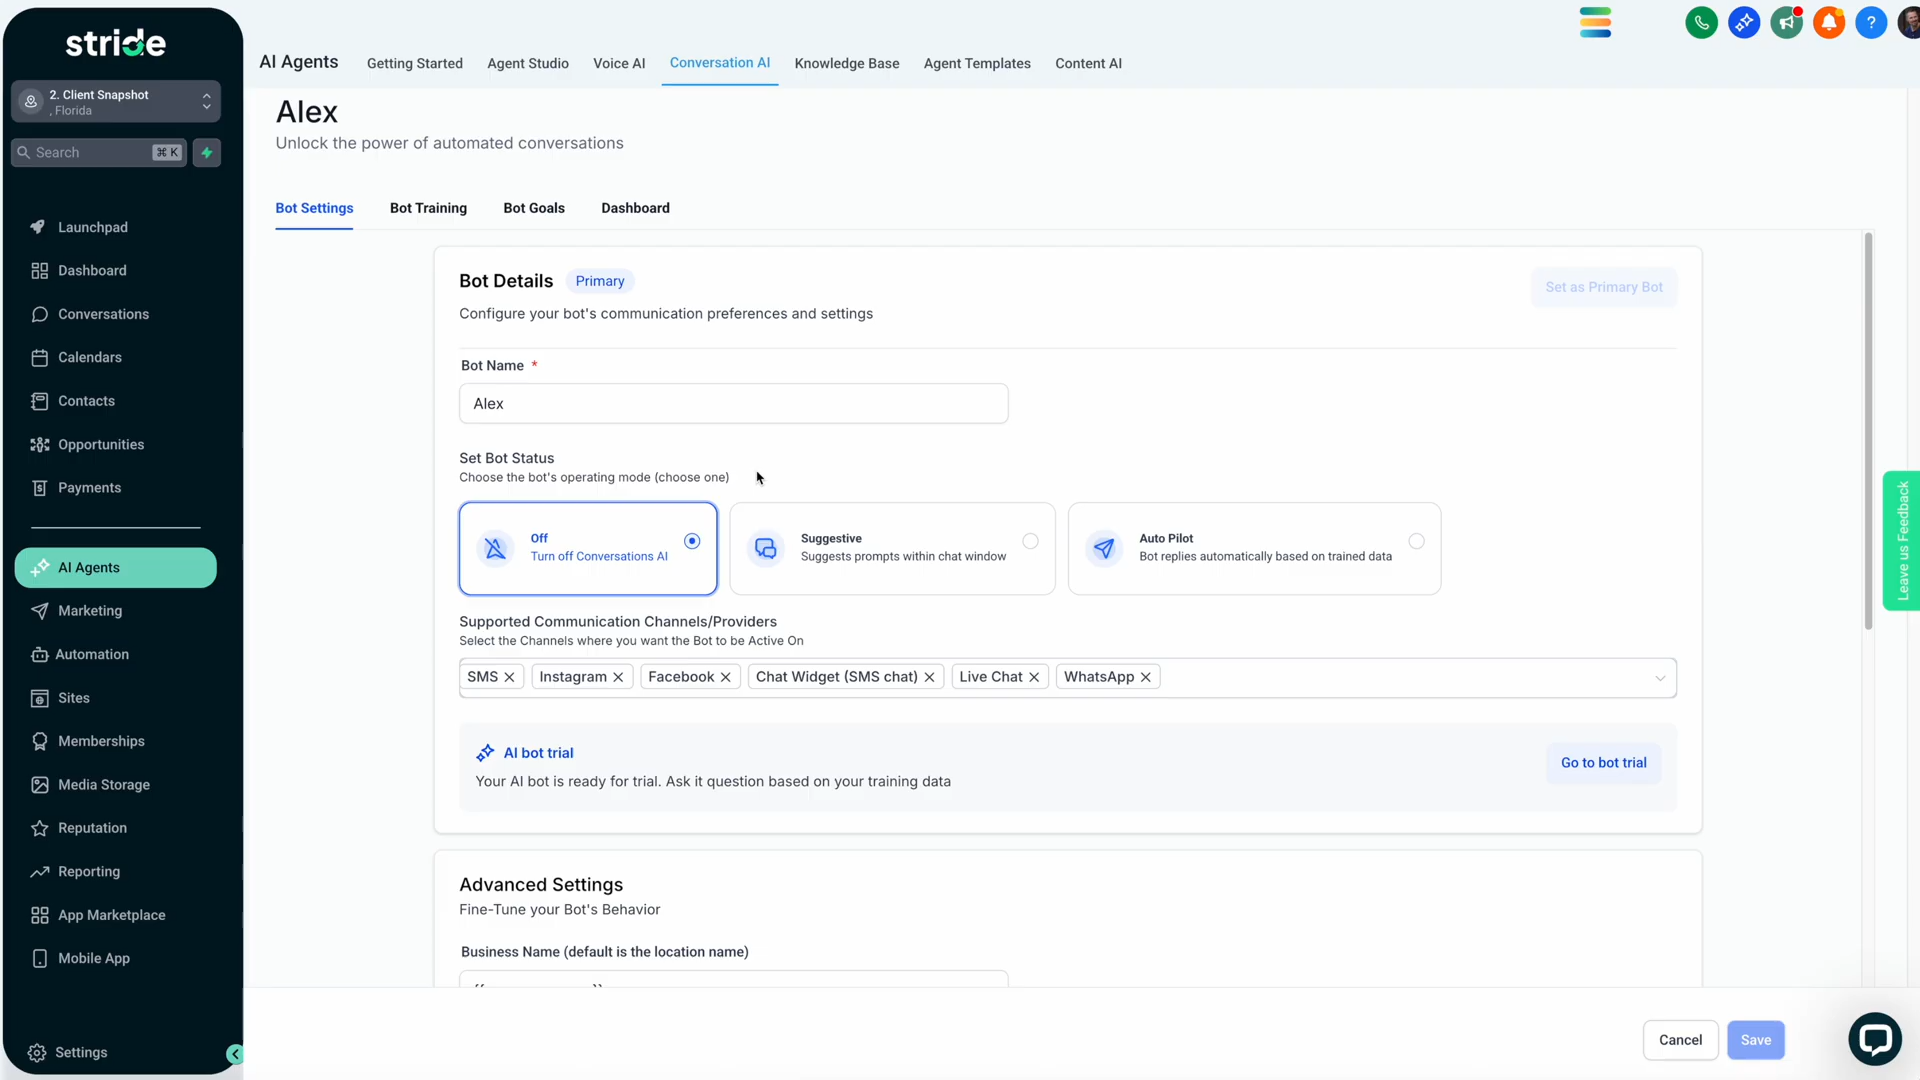 stride
2. Client Snapshot
, Florida
Search
⌘ K
Launchpad
Dashboard
Conversations
Calendars
Contacts
Opportunities
Payments
AI Agents
Marketing
Automation
Sites
Memberships
Media Storage
Reputation
Reporting
App Marketplace
Mobile App
Settings
AI Agents
Getting Started
Agent Studio
Voice AI
Conversation AI
Knowledge Base
Agent Templates
Content AI
?
Alex
Unlock the power of automated conversations
Bot Settings
Bot Training
Bot Goals
Dashboard
Bot Details
Primary
Set as Primary Bot
Configure your bot's communication preferences and settings
Bot Name *
Alex
Set Bot Status
Choose the bot's operating mode (choose one)
Off
Turn off Conversations AI
Suggestive
Suggests prompts within chat window
Auto Pilot
Bot replies automatically based on trained data
Supported Communication Channels/Providers
Select the Channels where you want the Bot to be Active On
SMS
Instagram
Facebook
Chat Widget (SMS chat)
Live Chat
WhatsApp
AI bot trial
Your AI bot is ready for trial. Ask it question based on your training data
Go to bot trial
Advanced Settings
Fine-Tune your Bot's Behavior
Business Name (default is the location name)
Cancel
Save
Leave us Feedback